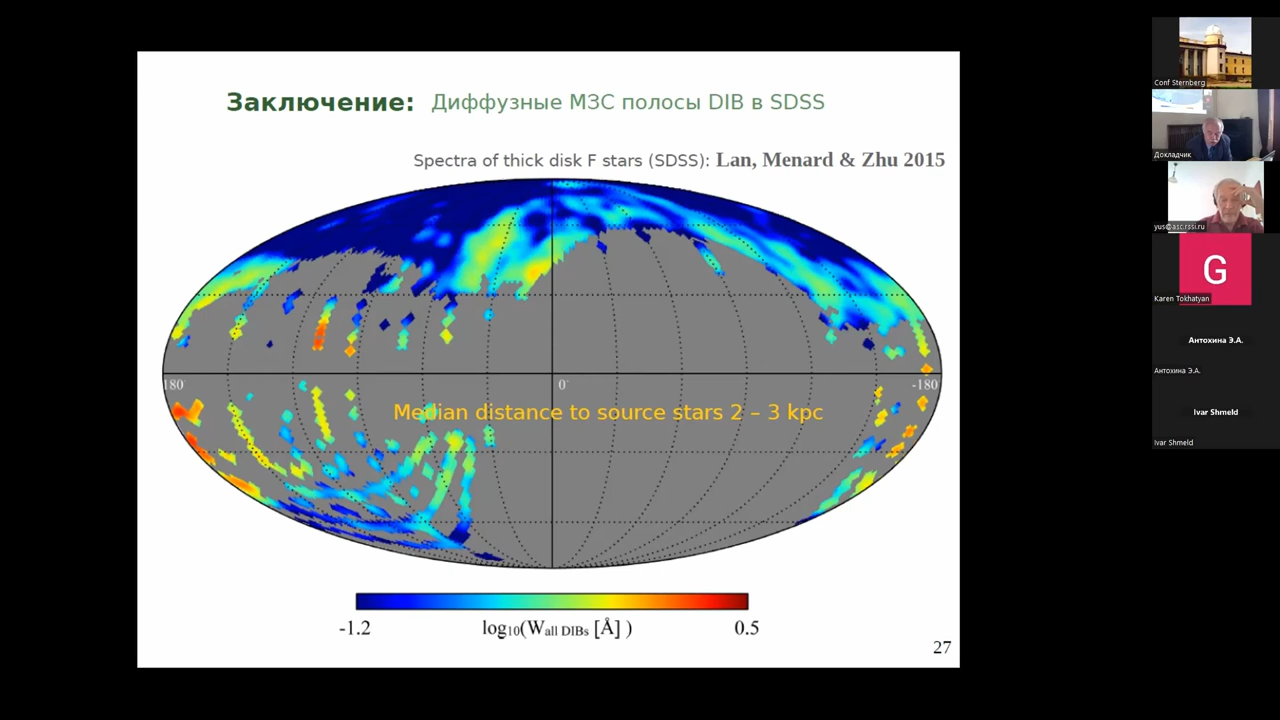 Заключение: Диффузные МЗС полосы DIB в SDSS
Spectra of thick disk F stars (SDSS): Lan, Menard & Zhu 2015
180° 0° -180°
Median distance to source stars 2 – 3 kpc
-1.2 log10(Wall DIBs [Å] ) 0.5
27
Conf Sternberg
Докладчик
yus@asc.rssi.ru
G
Karen Tokhatyan
Антохина Э.А.
Антохина Э.А.
Ivar Shmeld
Ivar Shmeld